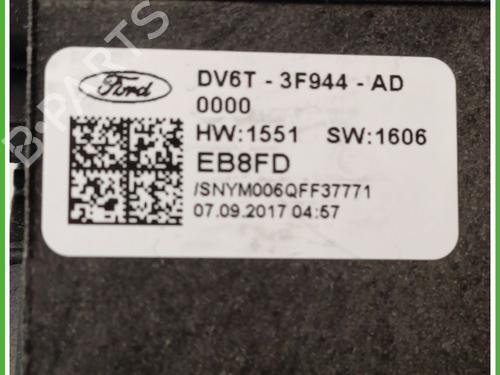 Ford
DV6T - 3F944 - AD
0000
HW:1551 SW:1606
EB8FD
/SNYM006QFF37771
07.09.2017 04:57
B-PARTS